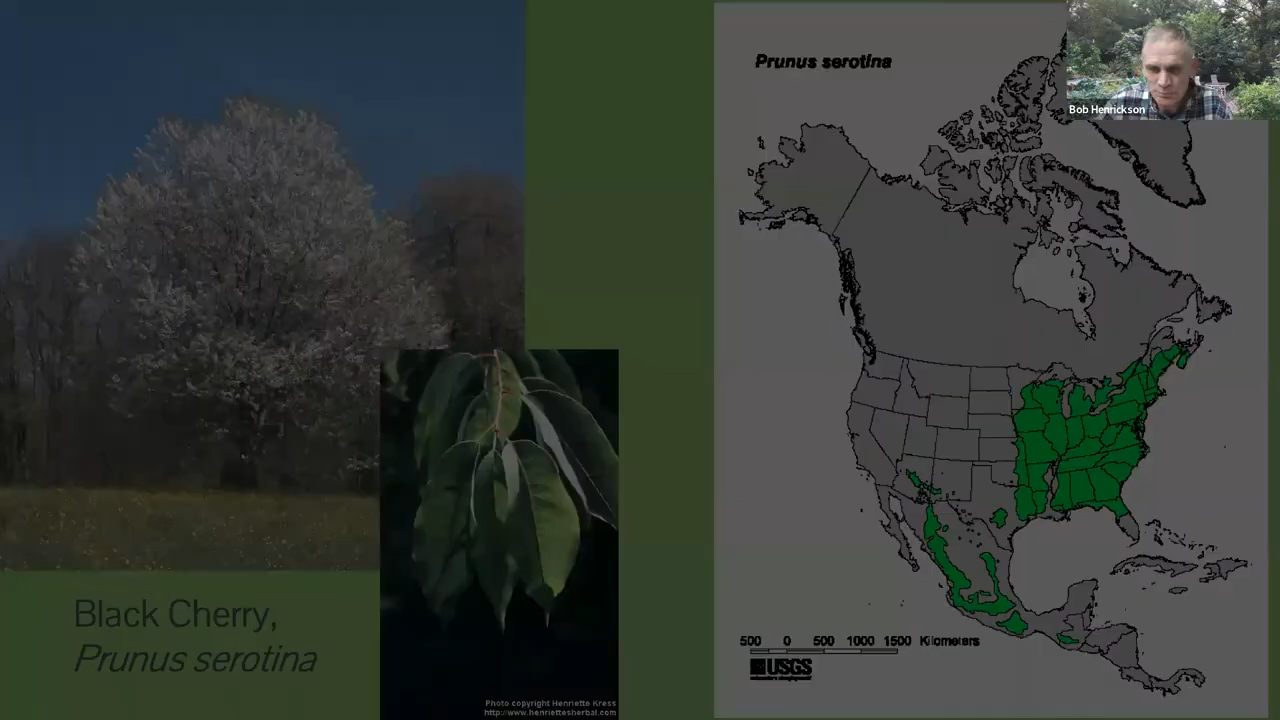 Prunus serotina
Bob Henrickson
500 0 500 1000 1500 Kilometers
USGS
Black Cherry,
Prunus serotina
Photo copyright Henriette Kress
http://www.henriettesherbal.com